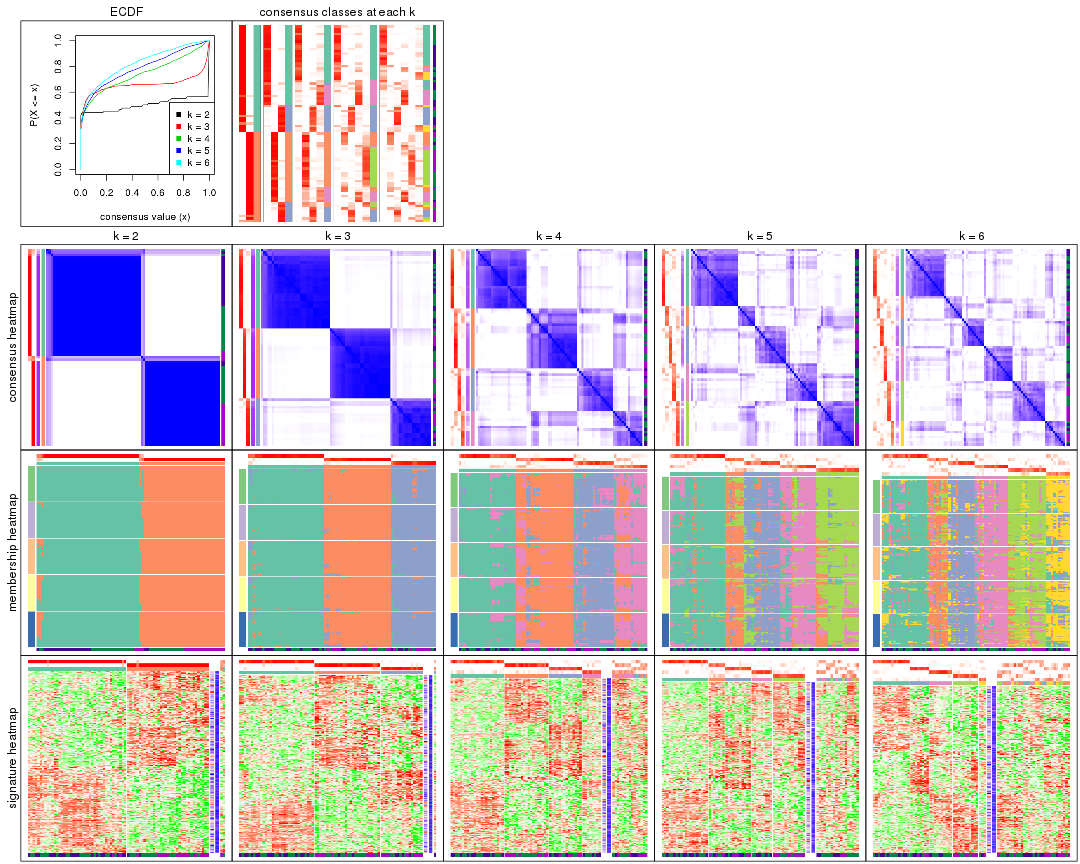 ECDF
consensus classes at each k
P(X <= x)
0.0 0.2 0.4 0.6 0.8 1.0
k = 2
k = 3
k = 4
k = 5
k = 6
0.0 0.2 0.4 0.6 0.8 1.0
consensus value (x)
k = 2 k = 3 k = 4 k = 5 k = 6
consensus heatmap
membership heatmap
signature heatmap